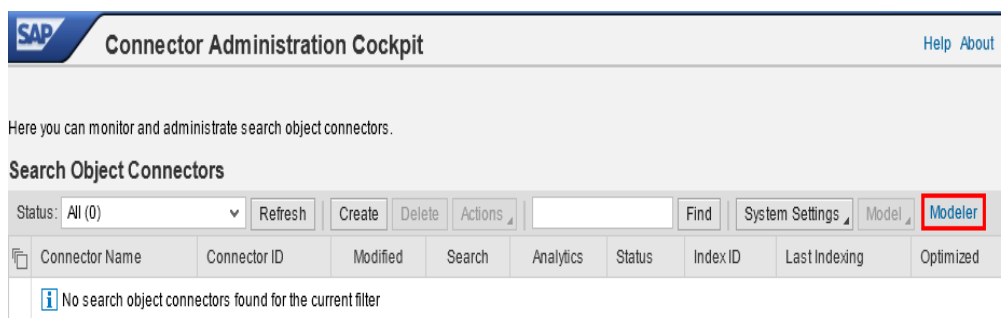 SAP
Connector Administration Cockpit
Help About
Here you can monitor and administrate search object connectors.
Search Object Connectors
Status: All (0) Refresh Create Delete Actions Find System Settings Model Modeler
Connector Name Connector ID Modified Search Analytics Status Index ID Last Indexing Optimized
No search object connectors found for the current filter